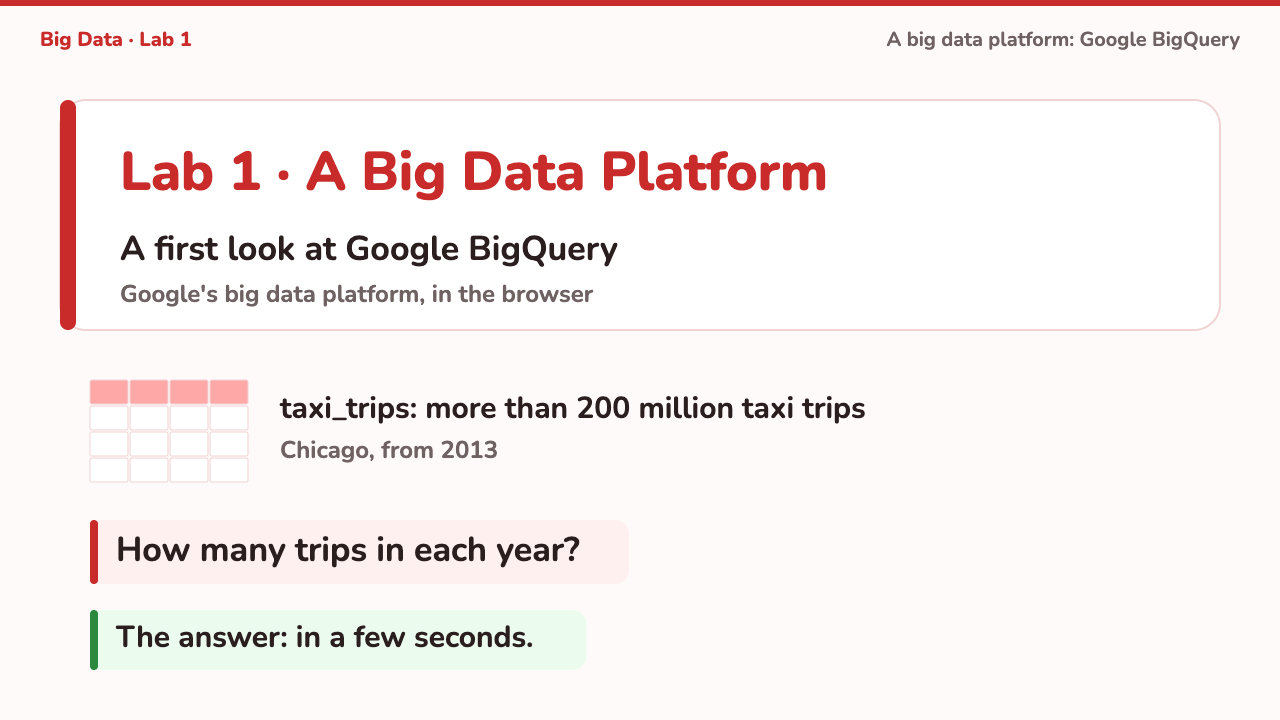 Big Data · Lab 1
A big data platform: Google BigQuery
Lab 1 · A Big Data Platform
A first look at Google BigQuery
Google's big data platform, in the browser
taxi_trips: more than 200 million taxi trips
Chicago, from 2013
How many trips in each year?
The answer: in a few seconds.